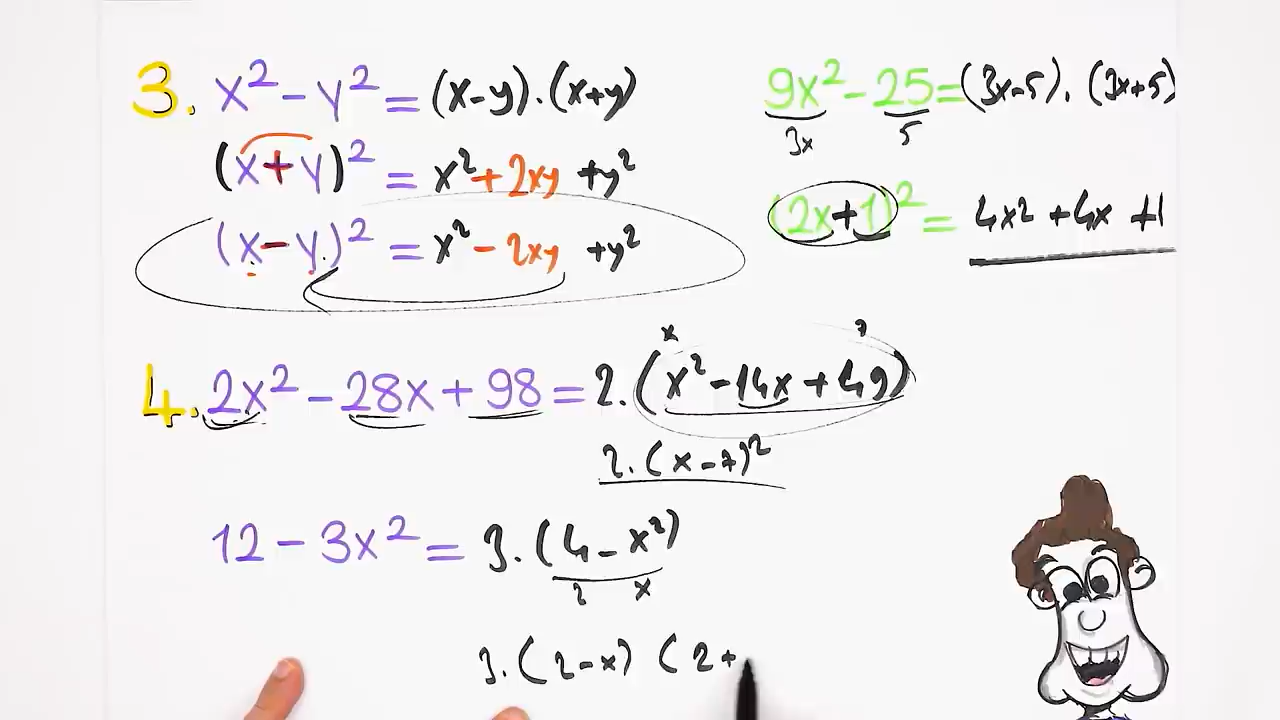 3. x² - y² = (x-y).(x+y)
(x + y)² = x² + 2xy + y²
(x - y)² = x² - 2xy + y²
9x² - 25 = (3x-5).(3x+5)
3x 5
(2x+1)² = 4x² + 4x + 1
x 7
4. 2x² - 28x + 98 = 2.(x² - 14x + 49)
2.(x-7)²
12 - 3x² = 3.(4 - x²)
2 x
3.(2-x) (2+